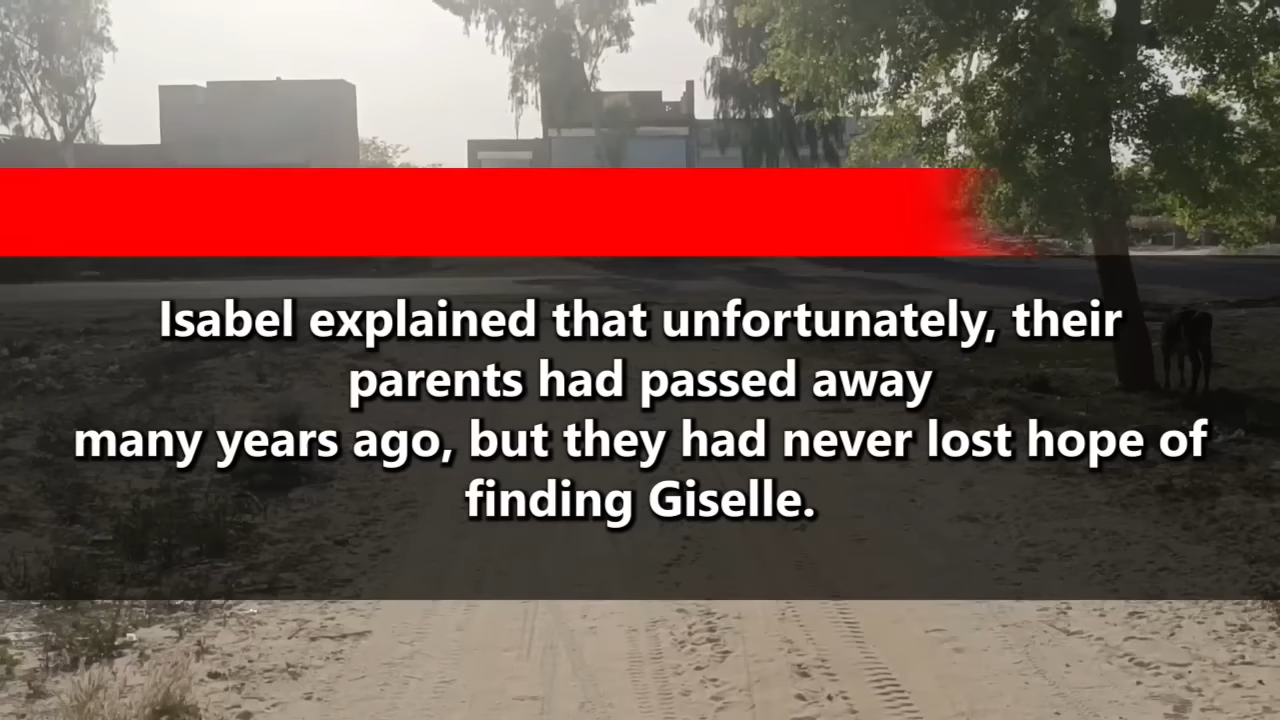 Isabel explained that unfortunately, their
parents had passed away
many years ago, but they had never lost hope of
finding Giselle.